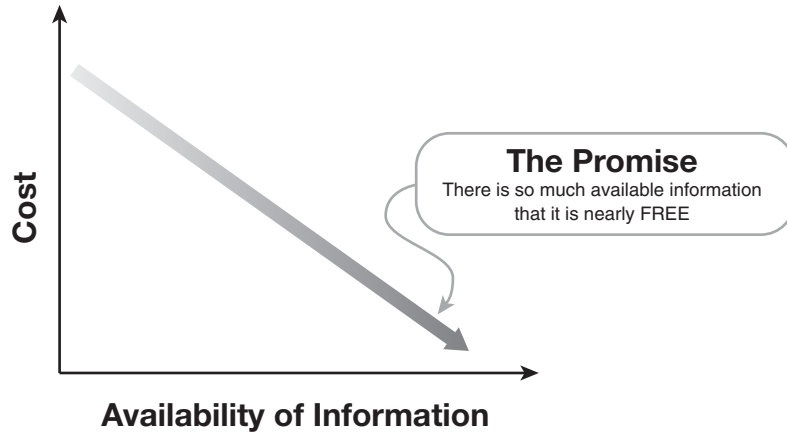 The Promise
There is so much available information
that it is nearly FREE
Cost
Availability of Information